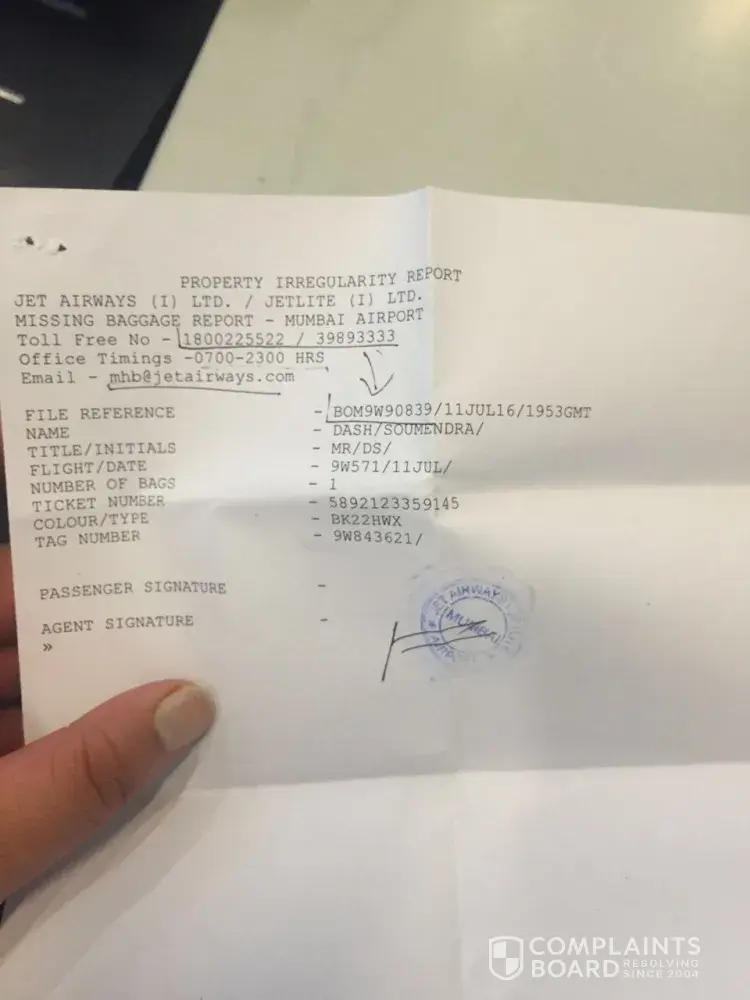 PROPERTY IRREGULARITY REPORT
JET AIRWAYS (I) LTD. / JETLITE (I) LTD.
MISSING BAGGAGE REPORT - MUMBAI AIRPORT
Toll Free No - 1800225522 / 39893333
Office Timings -0700-2300 HRS
Email - mhb@jetairways.com
FILE REFERENCE - BOM9W90839/11JUL16/1953GMT
NAME - DASH/SOUMENDRA/
TITLE/INITIALS - MR/DS/
FLIGHT/DATE - 9W571/11JUL/
NUMBER OF BAGS - 1
TICKET NUMBER - 5892123359145
COLOUR/TYPE - BK22HWX
TAG NUMBER - 9W843621/
PASSENGER SIGNATURE -
AGENT SIGNATURE -
»
JET AIRWAYS
MUMBAI
COMPLAINTS
BOARD RESOLVING
SINCE 2004